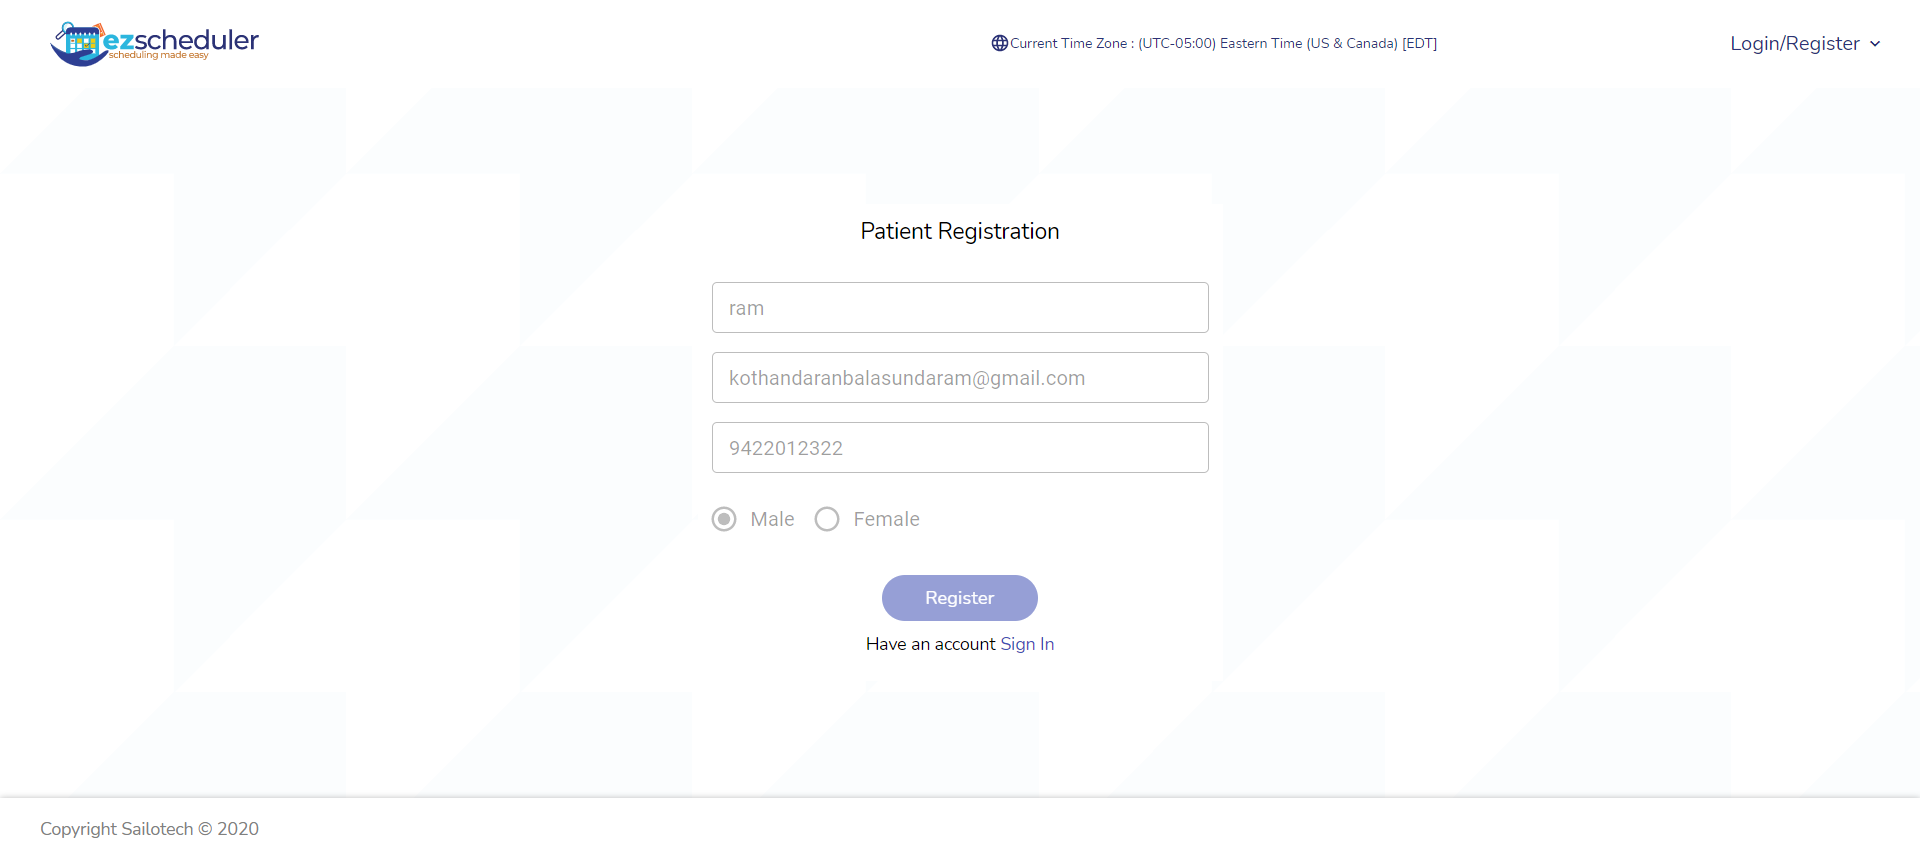 ezscheduler
scheduling made easy
Current Time Zone : (UTC-05:00) Eastern Time (US & Canada) [EDT]
Login/Register
Patient Registration
ram
kothandaranbalasundaram@gmail.com
9422012322
Male Female
Register
Have an account Sign In
Copyright Sailotech © 2020